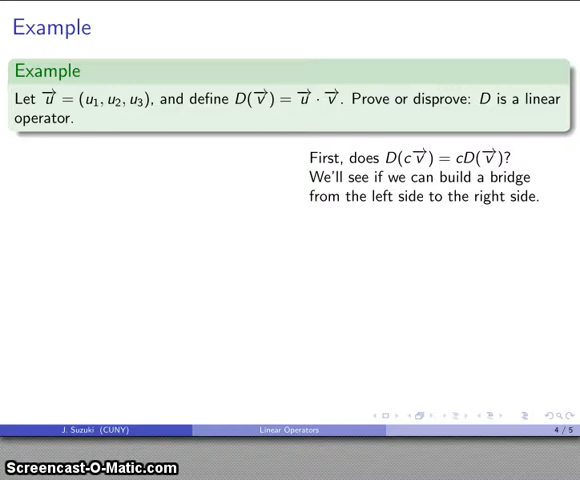 Example
Example
Let u⃗ = (u₁, u₂, u₃), and define D(v⃗) = u⃗ · v⃗. Prove or disprove: D is a linear
operator.
First, does D(cv⃗) = cD(v⃗)?
We'll see if we can build a bridge
from the left side to the right side.
J. Suzuki (CUNY) Linear Operators 4 / 5
Screencast-O-Matic.com